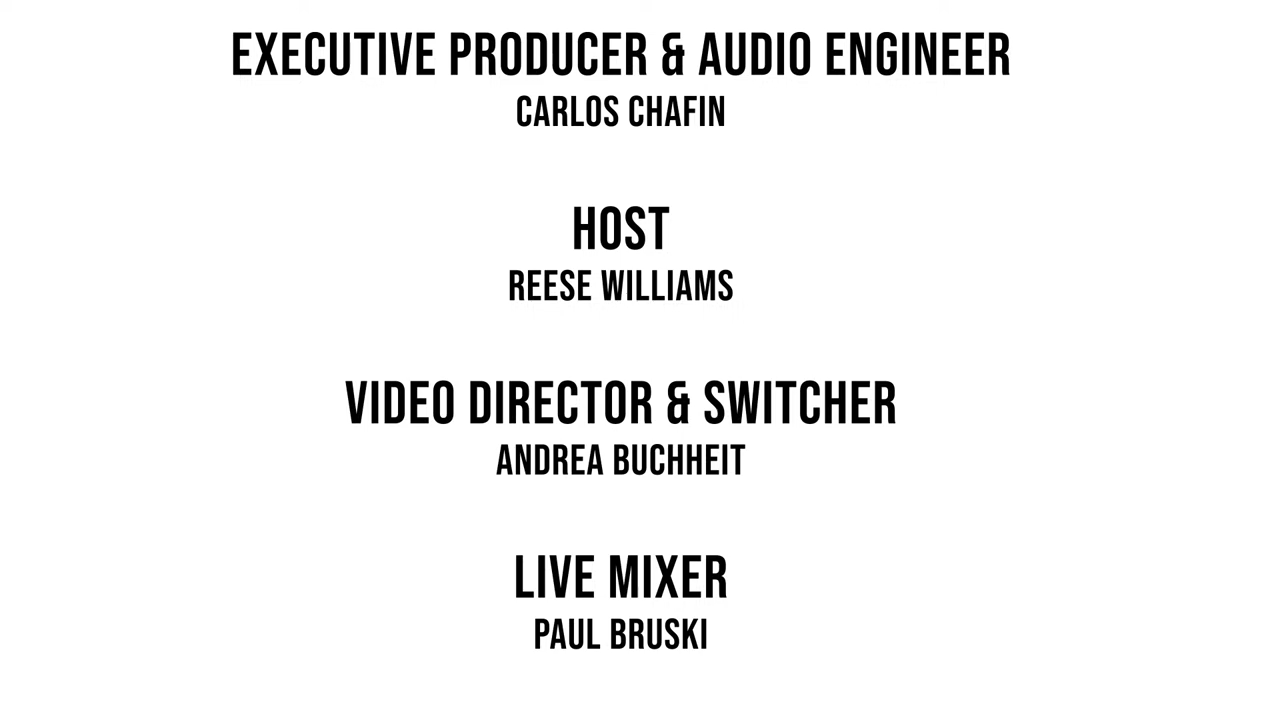 EXECUTIVE PRODUCER & AUDIO ENGINEER
CARLOS CHAFIN
HOST
REESE WILLIAMS
VIDEO DIRECTOR & SWITCHER
ANDREA BUCHHEIT
LIVE MIXER
PAUL BRUSKI